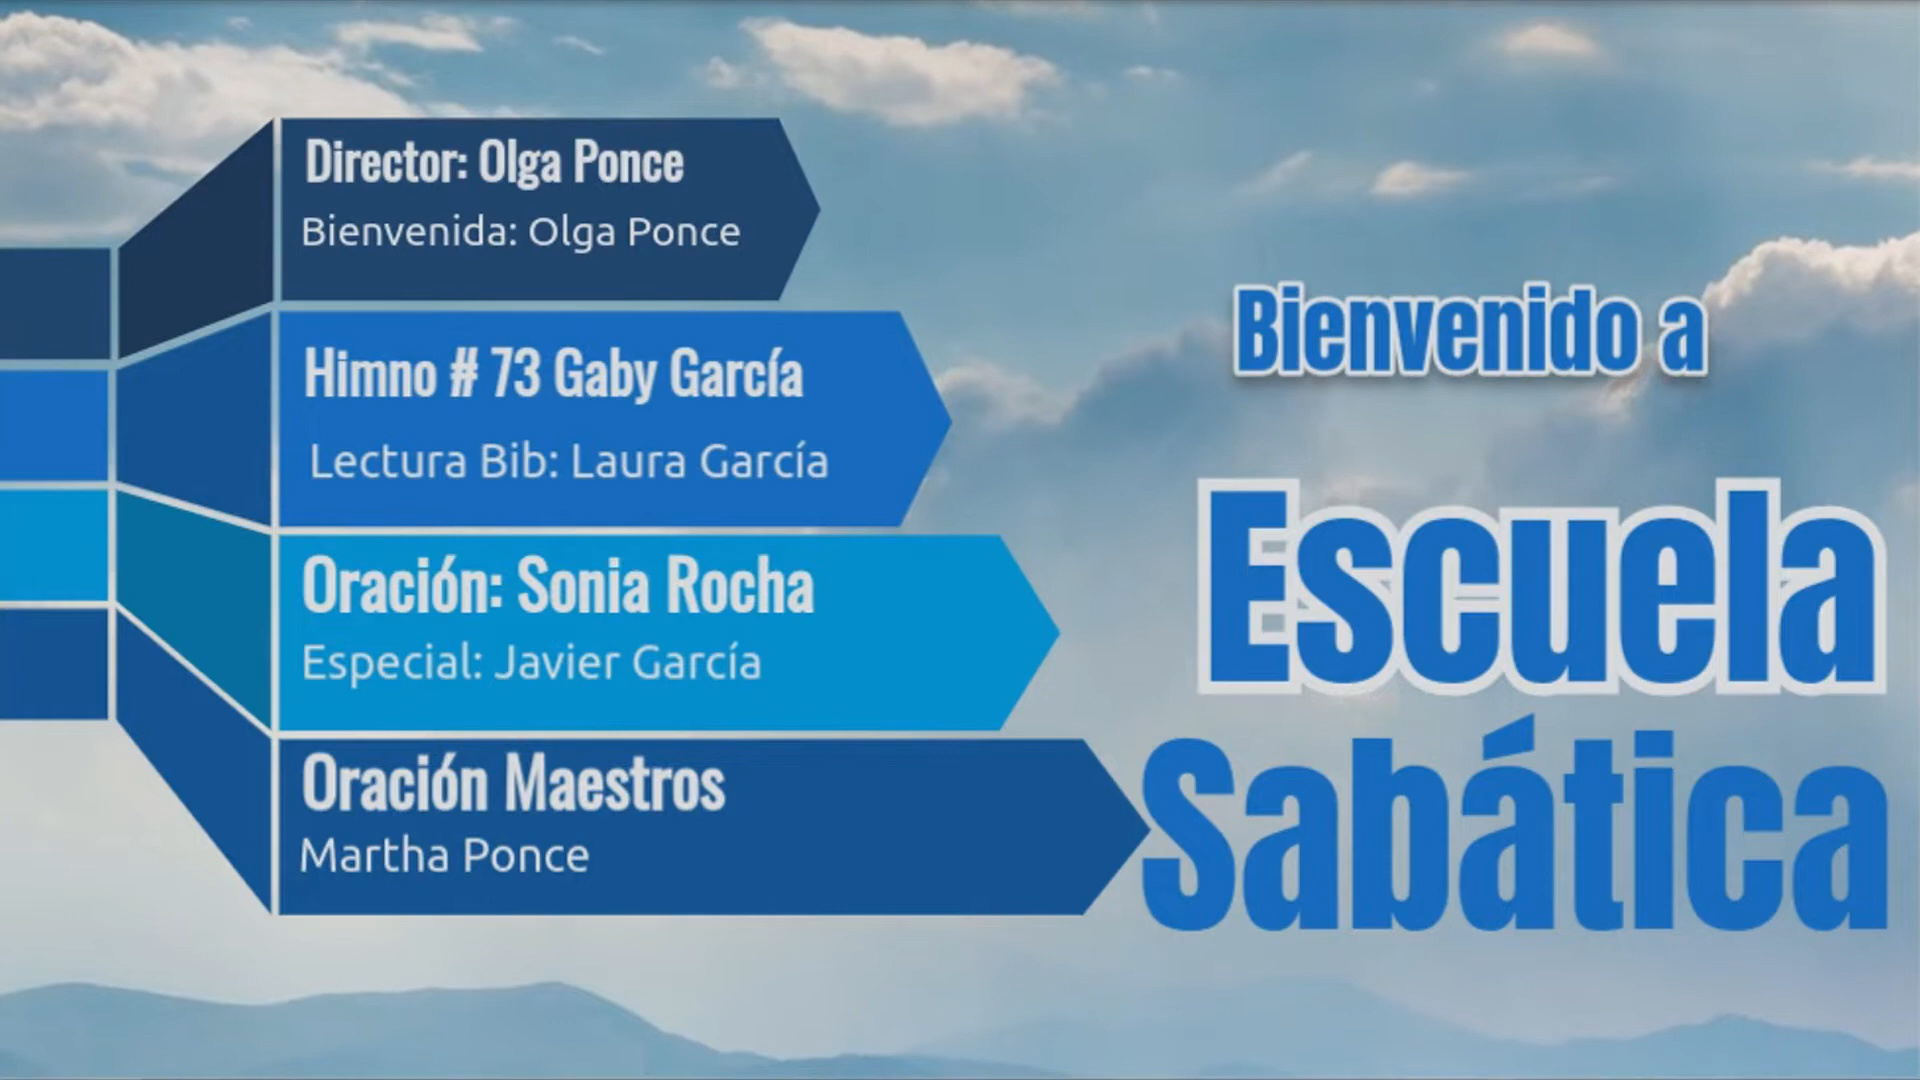 Director: Olga Ponce
Bienvenida: Olga Ponce
Himno # 73 Gaby García
Lectura Bib: Laura García
Oración: Sonia Rocha
Especial: Javier García
Oración Maestros
Martha Ponce
Bienvenido a
Escuela
Sabática